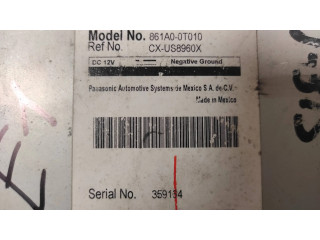 Model No. 861A0-0T010
Ref No. CX-US8960X
DC 12V Negative Ground
Panasonic Automotive Systems de Mexico S.A. de C.V.
Made in Mexico
Serial No. 359134